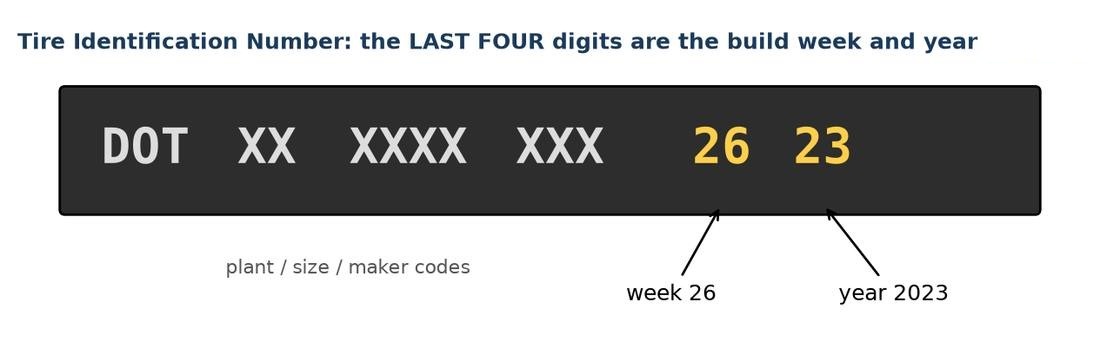 Tire Identification Number: the LAST FOUR digits are the build week and year
DOT XX XXXX XXX 26 23
plant / size / maker codes
week 26 year 2023